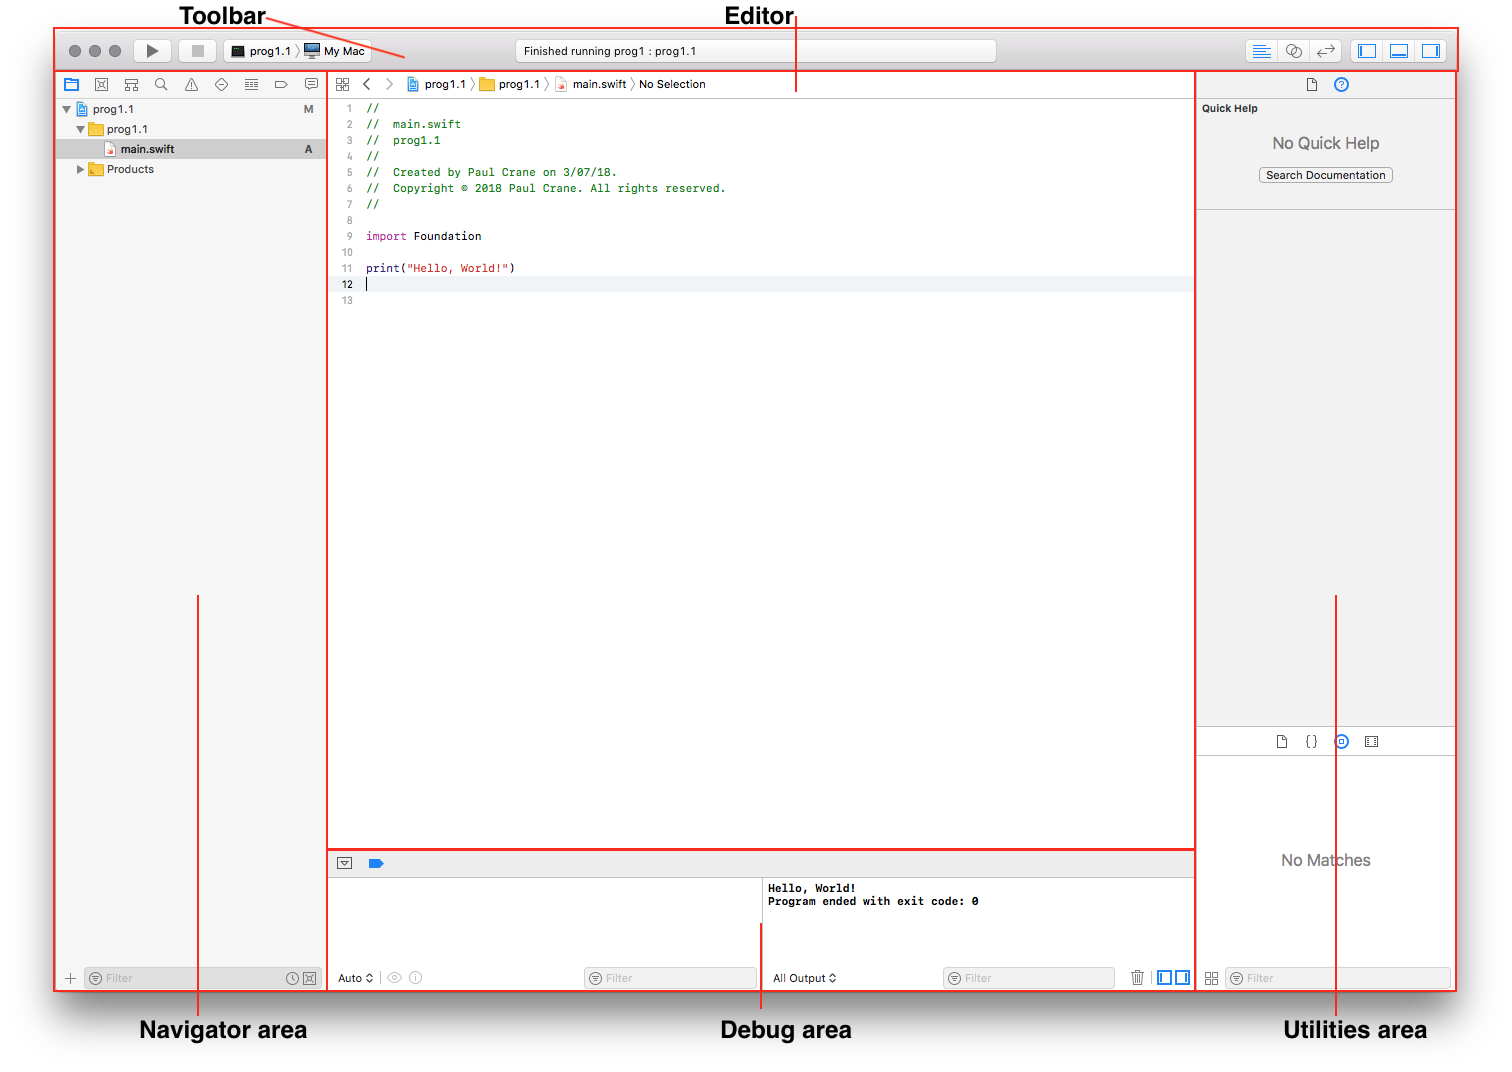 Toolbar
Editor
prog1.1 〉 My Mac
Finished running prog1 : prog1.1
prog1.1 M
prog1.1
main.swift A
Products
prog1.1 〉 prog1.1 〉 main.swift 〉 No Selection
1 //
2 //  main.swift
3 //  prog1.1
4 //
5 //  Created by Paul Crane on 3/07/18.
6 //  Copyright © 2018 Paul Crane. All rights reserved.
7 //
8
9 import Foundation
10
11 print("Hello, World!")
12
13
Quick Help
No Quick Help
Search Documentation
{}
No Matches
Hello, World!
Program ended with exit code: 0
Filter
Auto
Filter
All Output
Filter
Filter
Navigator area
Debug area
Utilities area